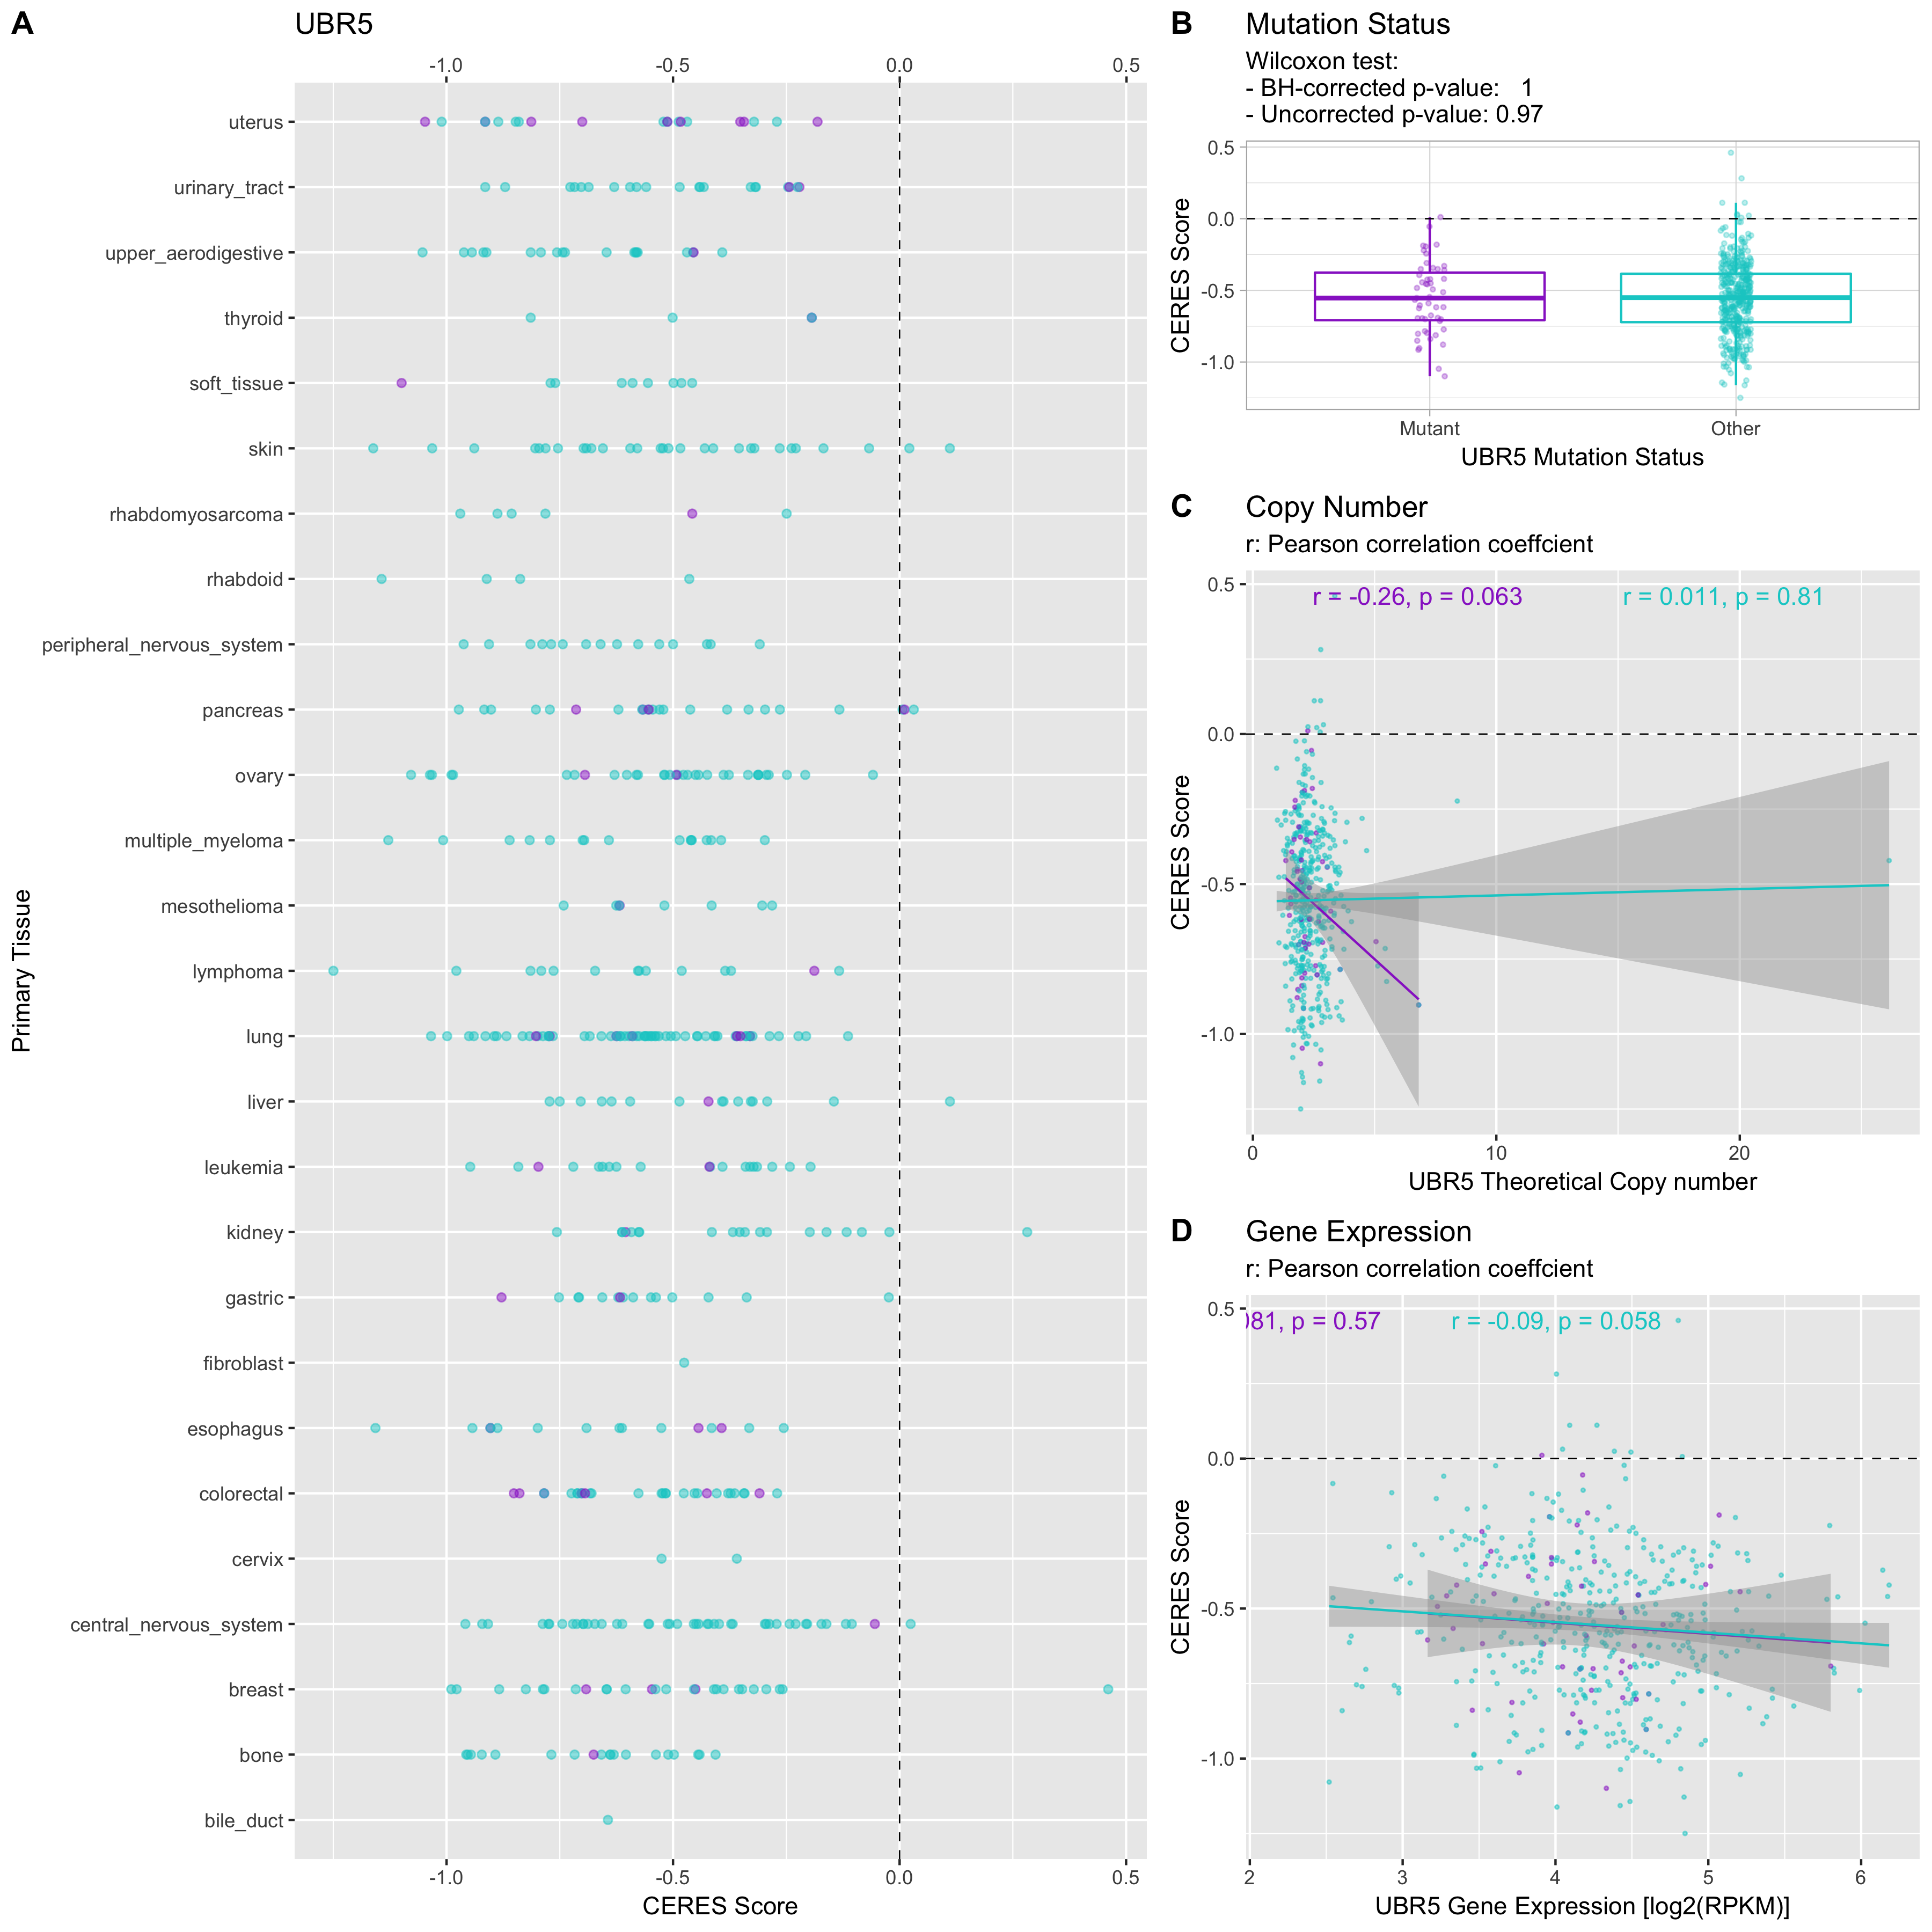 A
UBR5
-1.0
-0.5
0.0
0.5
uterus
urinary_tract
upper_aerodigestive
thyroid
soft_tissue
skin
rhabdomyosarcoma
rhabdoid
peripheral_nervous_system
pancreas
ovary
multiple_myeloma
mesothelioma
lymphoma
lung
liver
leukemia
kidney
gastric
fibroblast
esophagus
colorectal
cervix
central_nervous_system
breast
bone
bile_duct
Primary Tissue
-1.0
-0.5
0.0
0.5
CERES Score
B
Mutation Status
Wilcoxon test:
- BH-corrected p-value: 1
- Uncorrected p-value: 0.97
0.5
0.0
-0.5
-1.0
CERES Score
Mutant
Other
UBR5 Mutation Status
C
Copy Number
r: Pearson correlation coeffcient
r = -0.26, p = 0.063
r = 0.011, p = 0.81
0.5
0.0
-0.5
-1.0
CERES Score
0
10
20
UBR5 Theoretical Copy number
D
Gene Expression
r: Pearson correlation coeffcient
081, p = 0.57
r = -0.09, p = 0.058
0.5
0.0
-0.5
-1.0
CERES Score
2
3
4
5
6
UBR5 Gene Expression [log2(RPKM)]